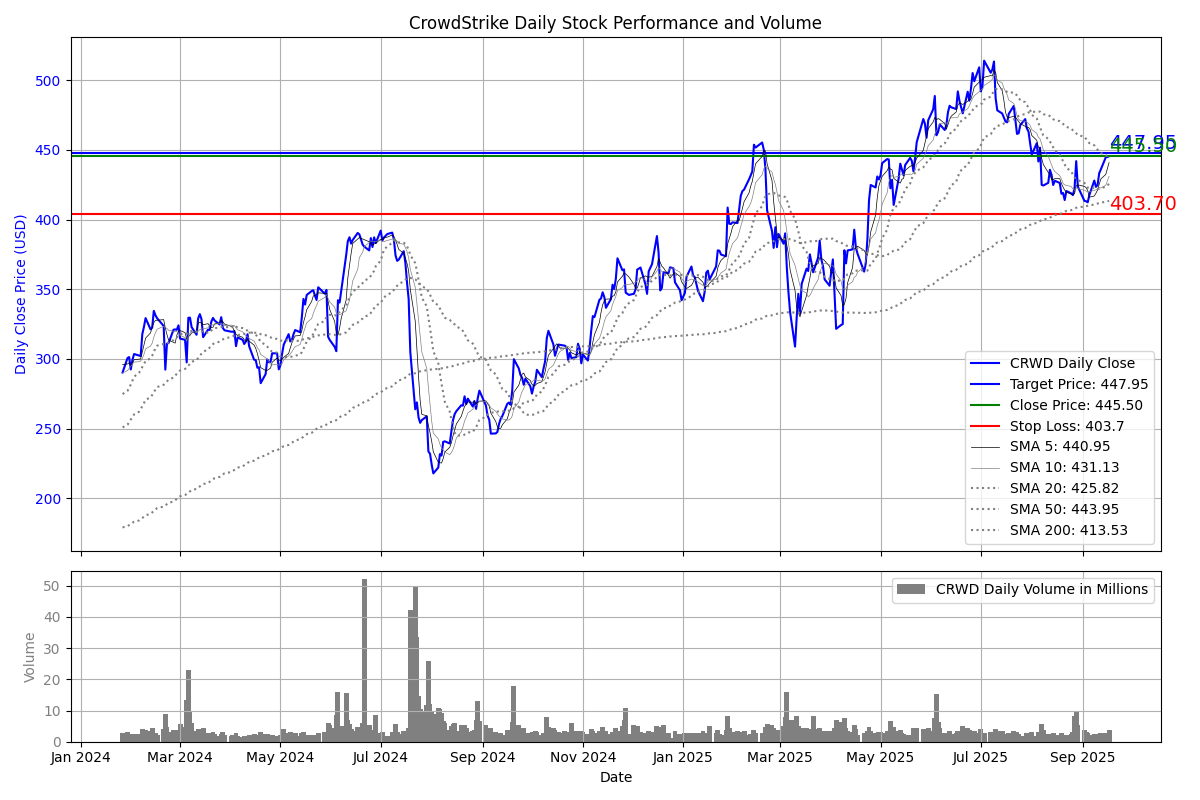 CrowdStrike Daily Stock Performance and Volume
Daily Close Price (USD)
500
450
400
350
300
250
200
447.95
445.50
403.70
CRWD Daily Close
Target Price: 447.95
Close Price: 445.50
Stop Loss: 403.7
SMA 5: 440.95
SMA 10: 431.13
SMA 20: 425.82
SMA 50: 443.95
SMA 200: 413.53
Volume
50
40
30
20
10
0
CRWD Daily Volume in Millions
Jan 2024 Mar 2024 May 2024 Jul 2024 Sep 2024 Nov 2024 Jan 2025 Mar 2025 May 2025 Jul 2025 Sep 2025
Date